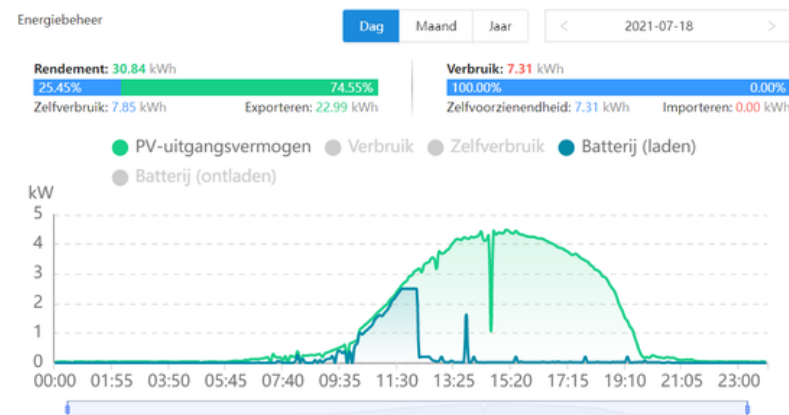 Energiebeheer
Dag Maand Jaar < 2021-07-18 >
Rendement: 30.84 kWh
25.45% 74.55%
Zelfverbruik: 7.85 kWh Exporteren: 22.99 kWh
Verbruik: 7.31 kWh
100.00% 0.00%
Zelfvoorzienendheid: 7.31 kWh Importeren: 0.00 kWh
PV-uitgangsvermogen Verbruik Zelfverbruik Batterij (laden)
Batterij (ontladen)
kW
5
4
3
2
1
0
00:00 01:55 03:50 05:45 07:40 09:35 11:30 13:25 15:20 17:15 19:10 21:05 23:00